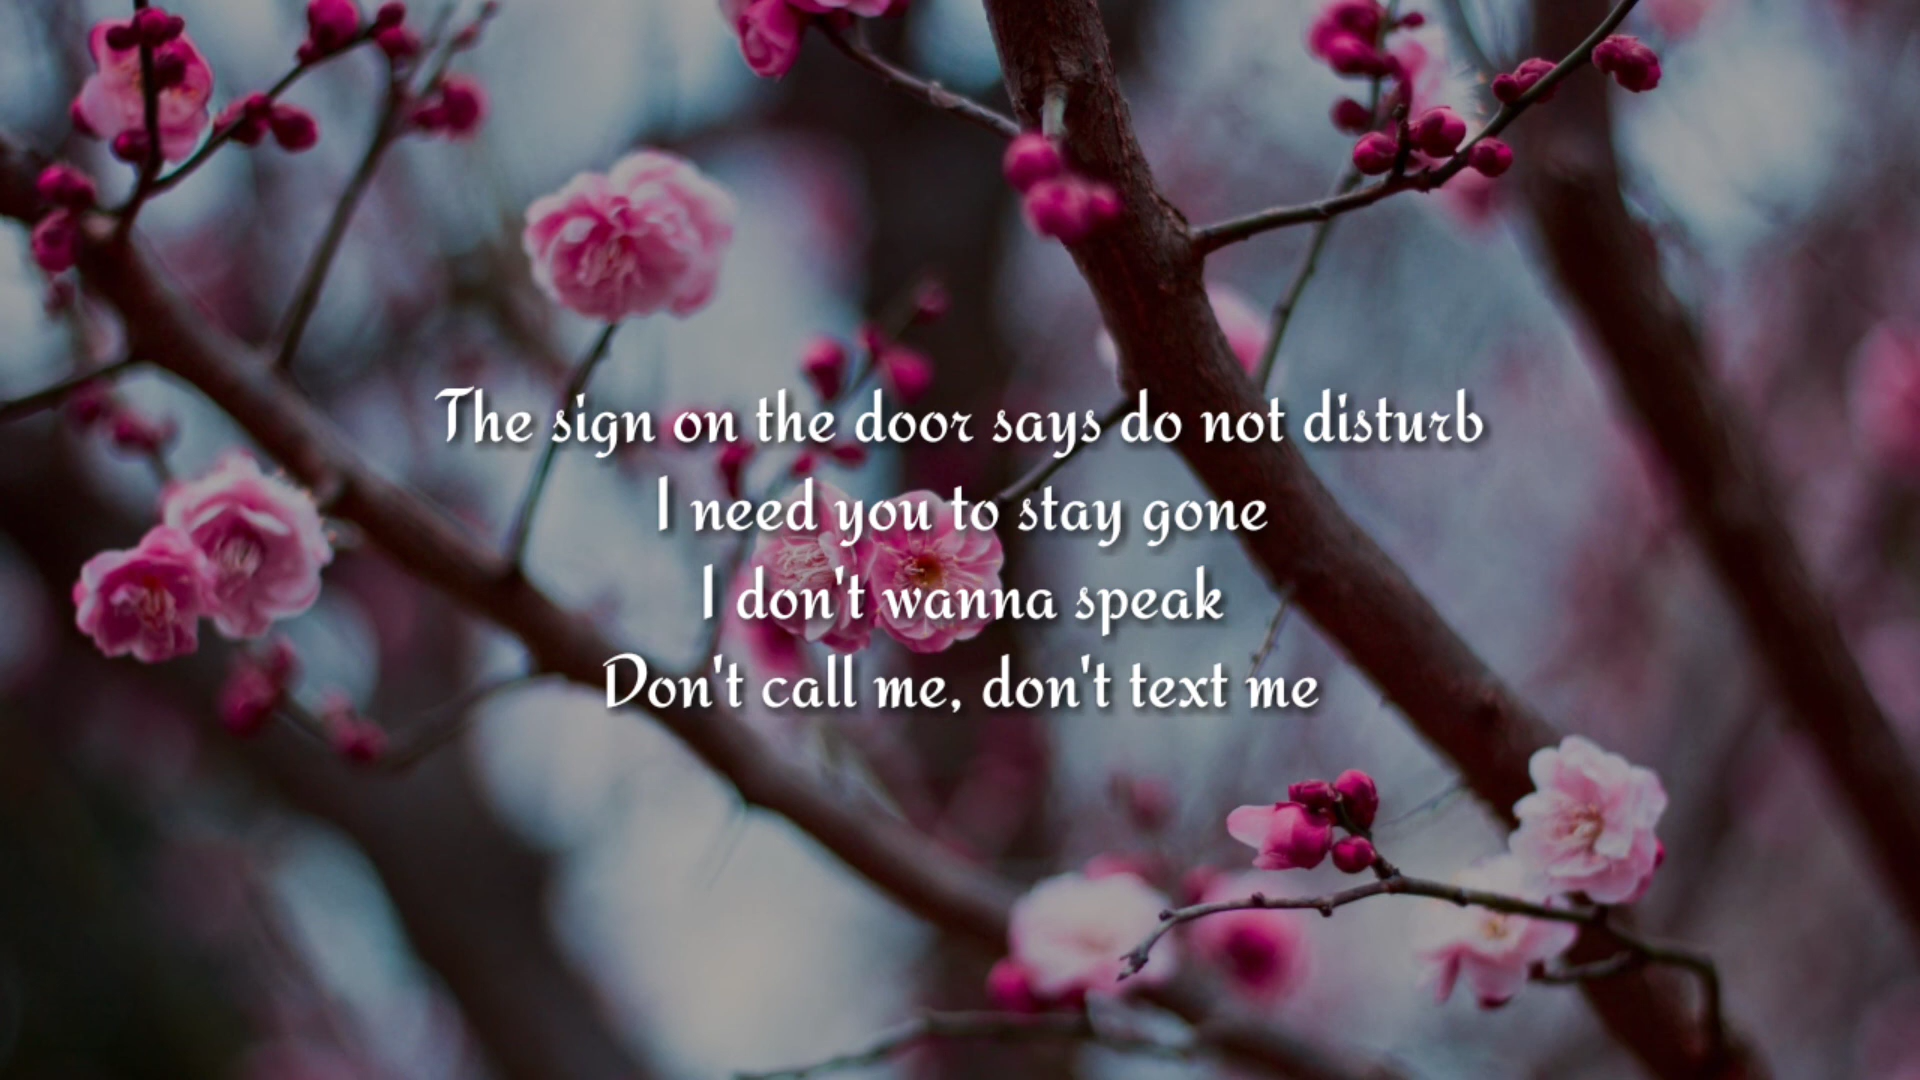 The sign on the door says do not disturb
I need you to stay gone
I don't wanna speak
Don't call me, don't text me